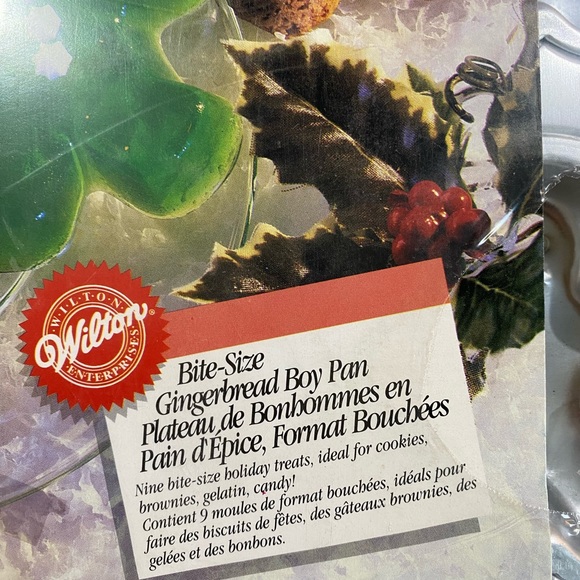 WILTON
Wilton®
ENTERPRISES
Bite-Size
Gingerbread Boy Pan
Plateau de Bonhommes en
Pain d'Épice, Format Bouchées
Nine bite-size holiday treats, ideal for cookies,
brownies, gelatin, candy!
Contient 9 moules de format bouchées, idéals pour
faire des biscuits de fêtes, des gâteaux brownies, des
gelées et des bonbons.